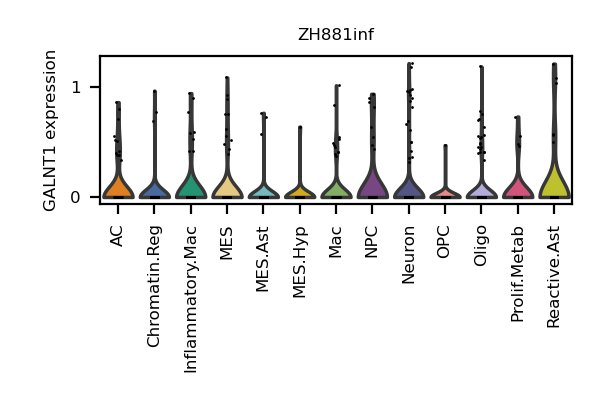 ZH881inf
GALNT1 expression
1
0
AC
Chromatin.Reg
Inflammatory.Mac
MES
MES.Ast
MES.Hyp
Mac
NPC
Neuron
OPC
Oligo
Prolif.Metab
Reactive.Ast